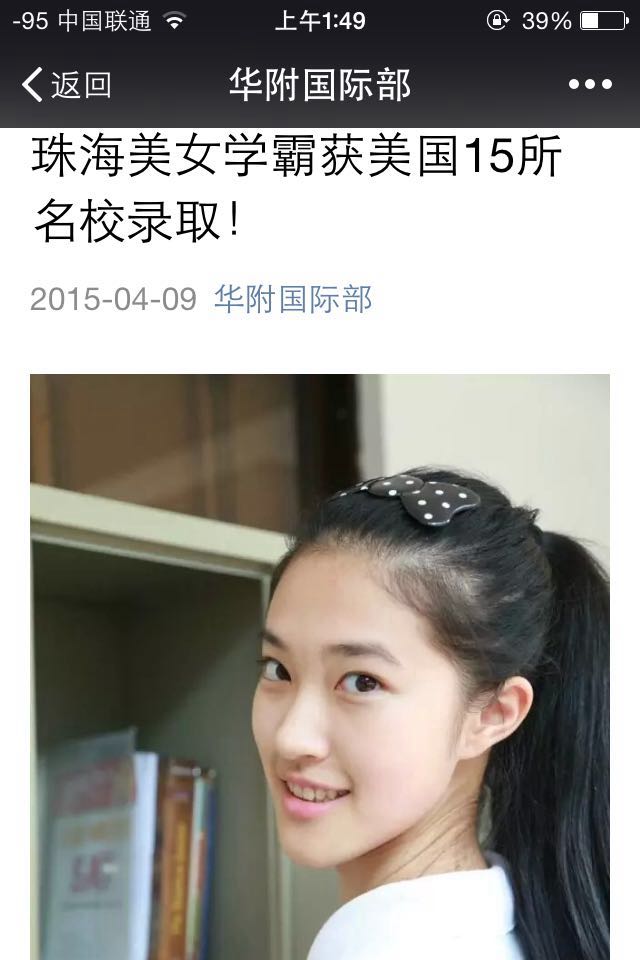 -95 中国联通 上午1:49 39%
返回 华附国际部
珠海美女学霸获美国15所
名校录取！
2015-04-09 华附国际部